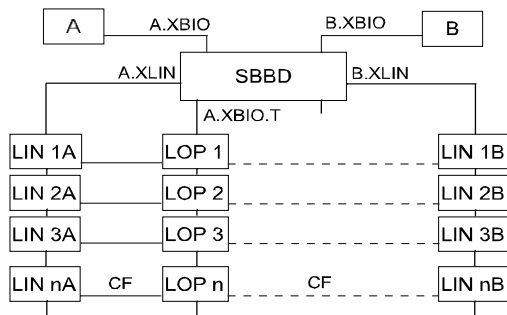 A
A.XBIO
B.XBIO
B
A.XLIN
SBBD
B.XLIN
A.XBIO.T
LIN 1A
LOP 1
LIN 1B
LIN 2A
LOP 2
LIN 2B
LIN 3A
LOP 3
LIN 3B
LIN nA
CF
LOP n
CF
LIN nB